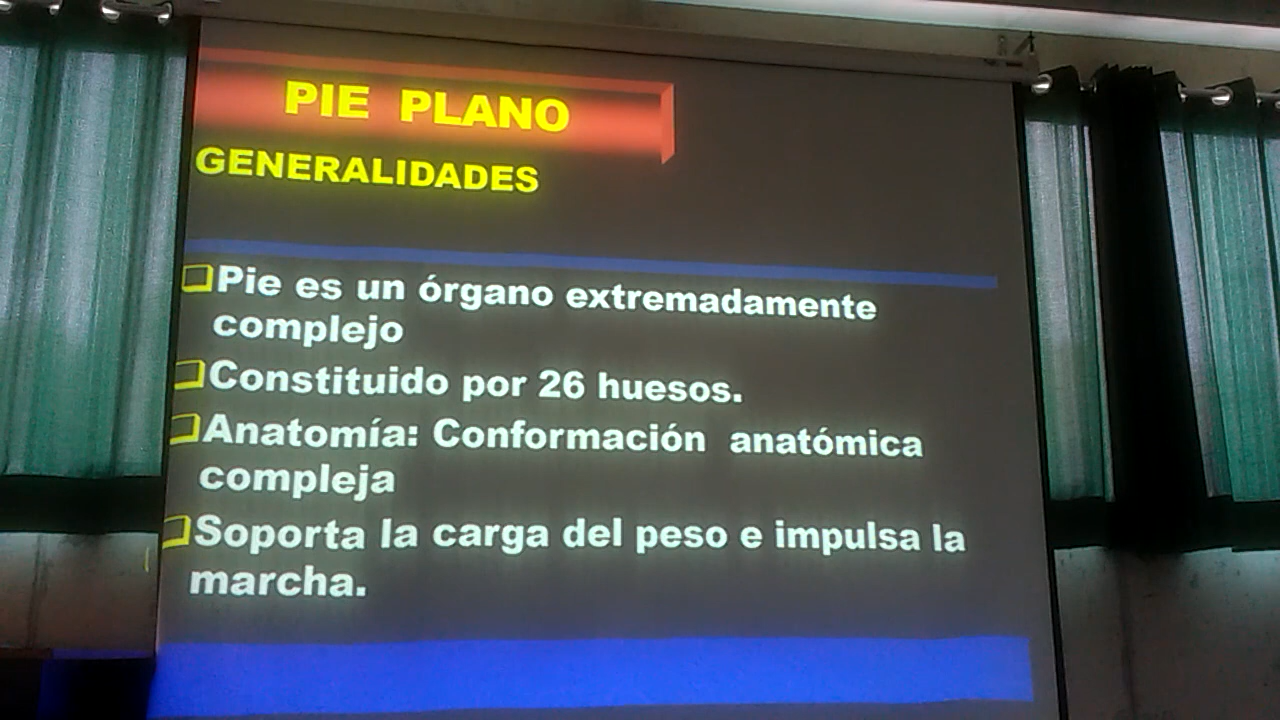 PIE PLANO
GENERALIDADES
Pie es un órgano extremadamente
complejo
Constituido por 26 huesos.
Anatomía: Conformación anatómica
compleja
Soporta la carga del peso e impulsa la
marcha.